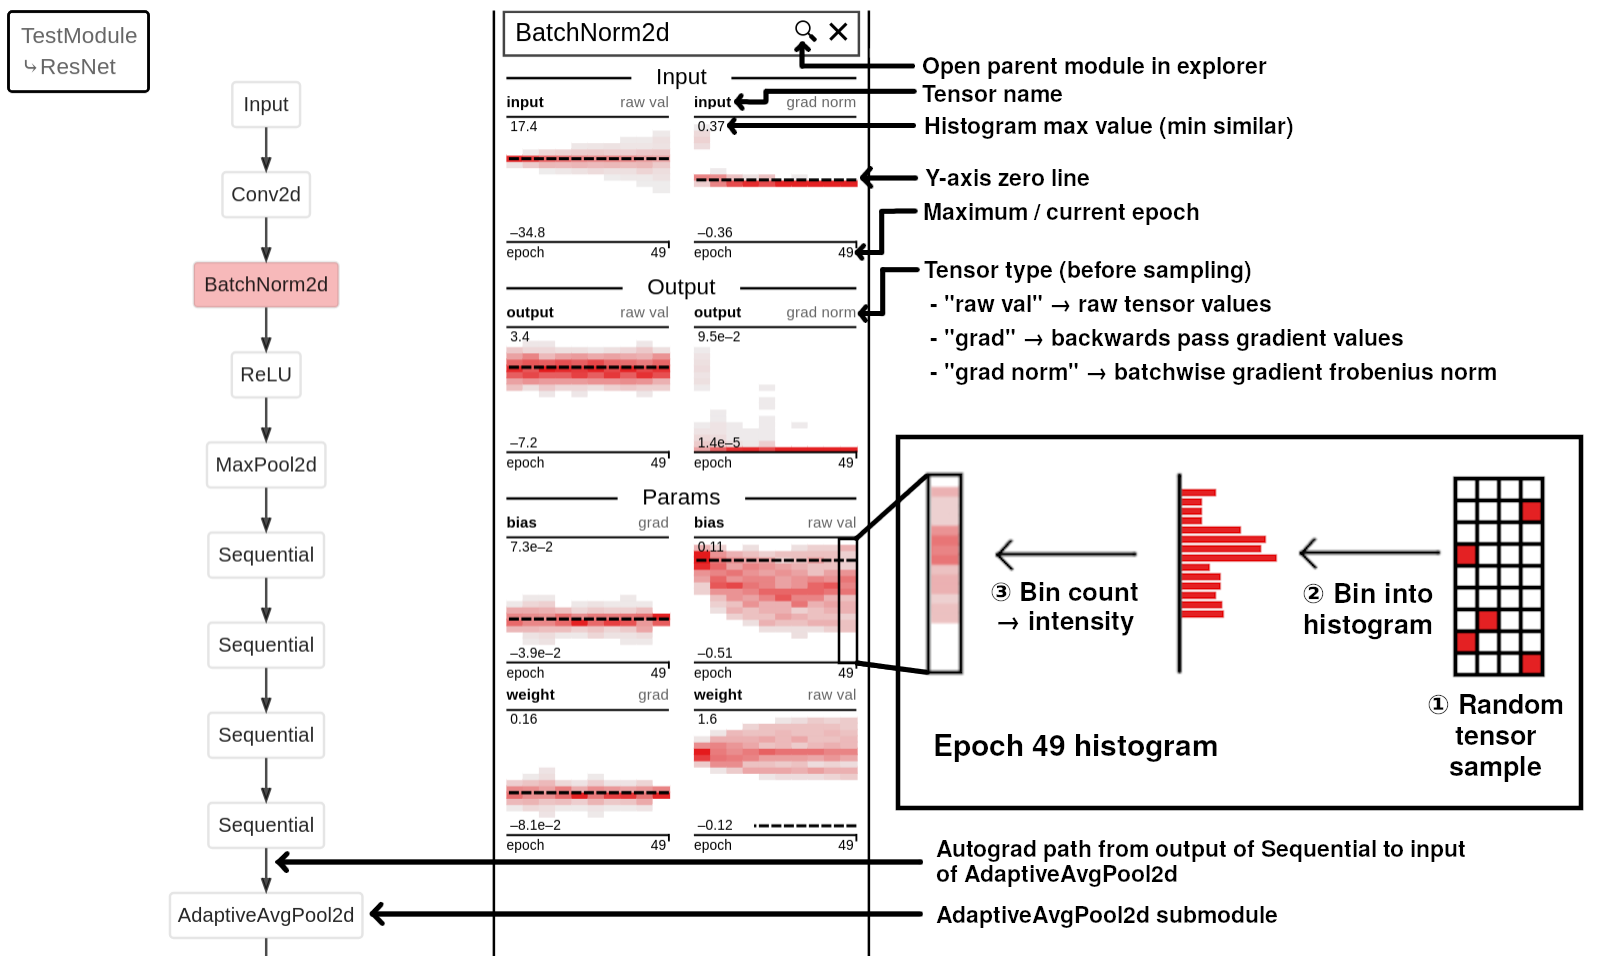 TestModule
↳ResNet
Input
Conv2d
BatchNorm2d
ReLU
MaxPool2d
Sequential
Sequential
Sequential
Sequential
AdaptiveAvgPool2d
BatchNorm2d
Input
input raw val
17.4
−34.8
epoch 49
input grad norm
0.37
−0.36
epoch 49
Output
output raw val
3.4
−7.2
epoch 49
output grad norm
9.5e−2
1.4e−5
epoch 49
Params
bias grad
7.3e−2
−3.9e−2
epoch 49
bias raw val
0.11
−0.51
epoch 49
weight grad
0.16
−8.1e−2
epoch 49
weight raw val
1.6
−0.12
epoch 49
Open parent module in explorer
Tensor name
Histogram max value (min similar)
Y-axis zero line
Maximum / current epoch
Tensor type (before sampling)
- "raw val" → raw tensor values
- "grad" → backwards pass gradient values
- "grad norm" → batchwise gradient frobenius norm
③ Bin count
→ intensity
② Bin into
histogram
① Random
tensor
sample
Epoch 49 histogram
Autograd path from output of Sequential to input
of AdaptiveAvgPool2d
AdaptiveAvgPool2d submodule